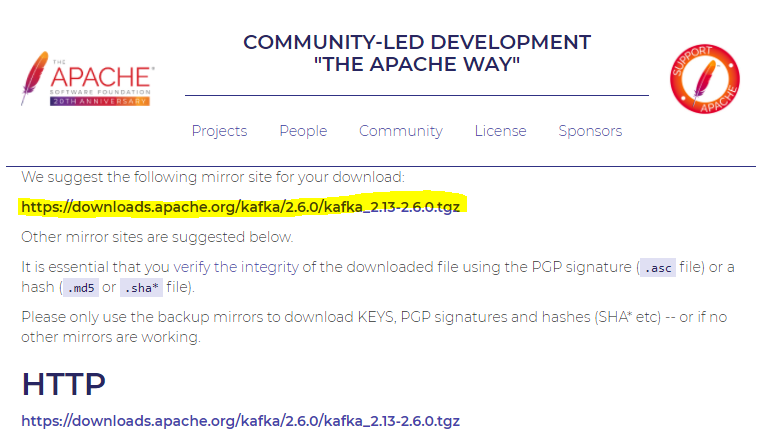 COMMUNITY-LED DEVELOPMENT
"THE APACHE WAY"
THE
APACHE®
SOFTWARE FOUNDATION
20TH ANNIVERSARY
SUPPORT
APACHE
Projects People Community License Sponsors
We suggest the following mirror site for your download:
https://downloads.apache.org/kafka/2.6.0/kafka_2.13-2.6.0.tgz
Other mirror sites are suggested below.
It is essential that you verify the integrity of the downloaded file using the PGP signature ( .asc file) or a
hash ( .md5 or .sha* file).
Please only use the backup mirrors to download KEYS, PGP signatures and hashes (SHA* etc) -- or if no
other mirrors are working.
HTTP
https://downloads.apache.org/kafka/2.6.0/kafka_2.13-2.6.0.tgz